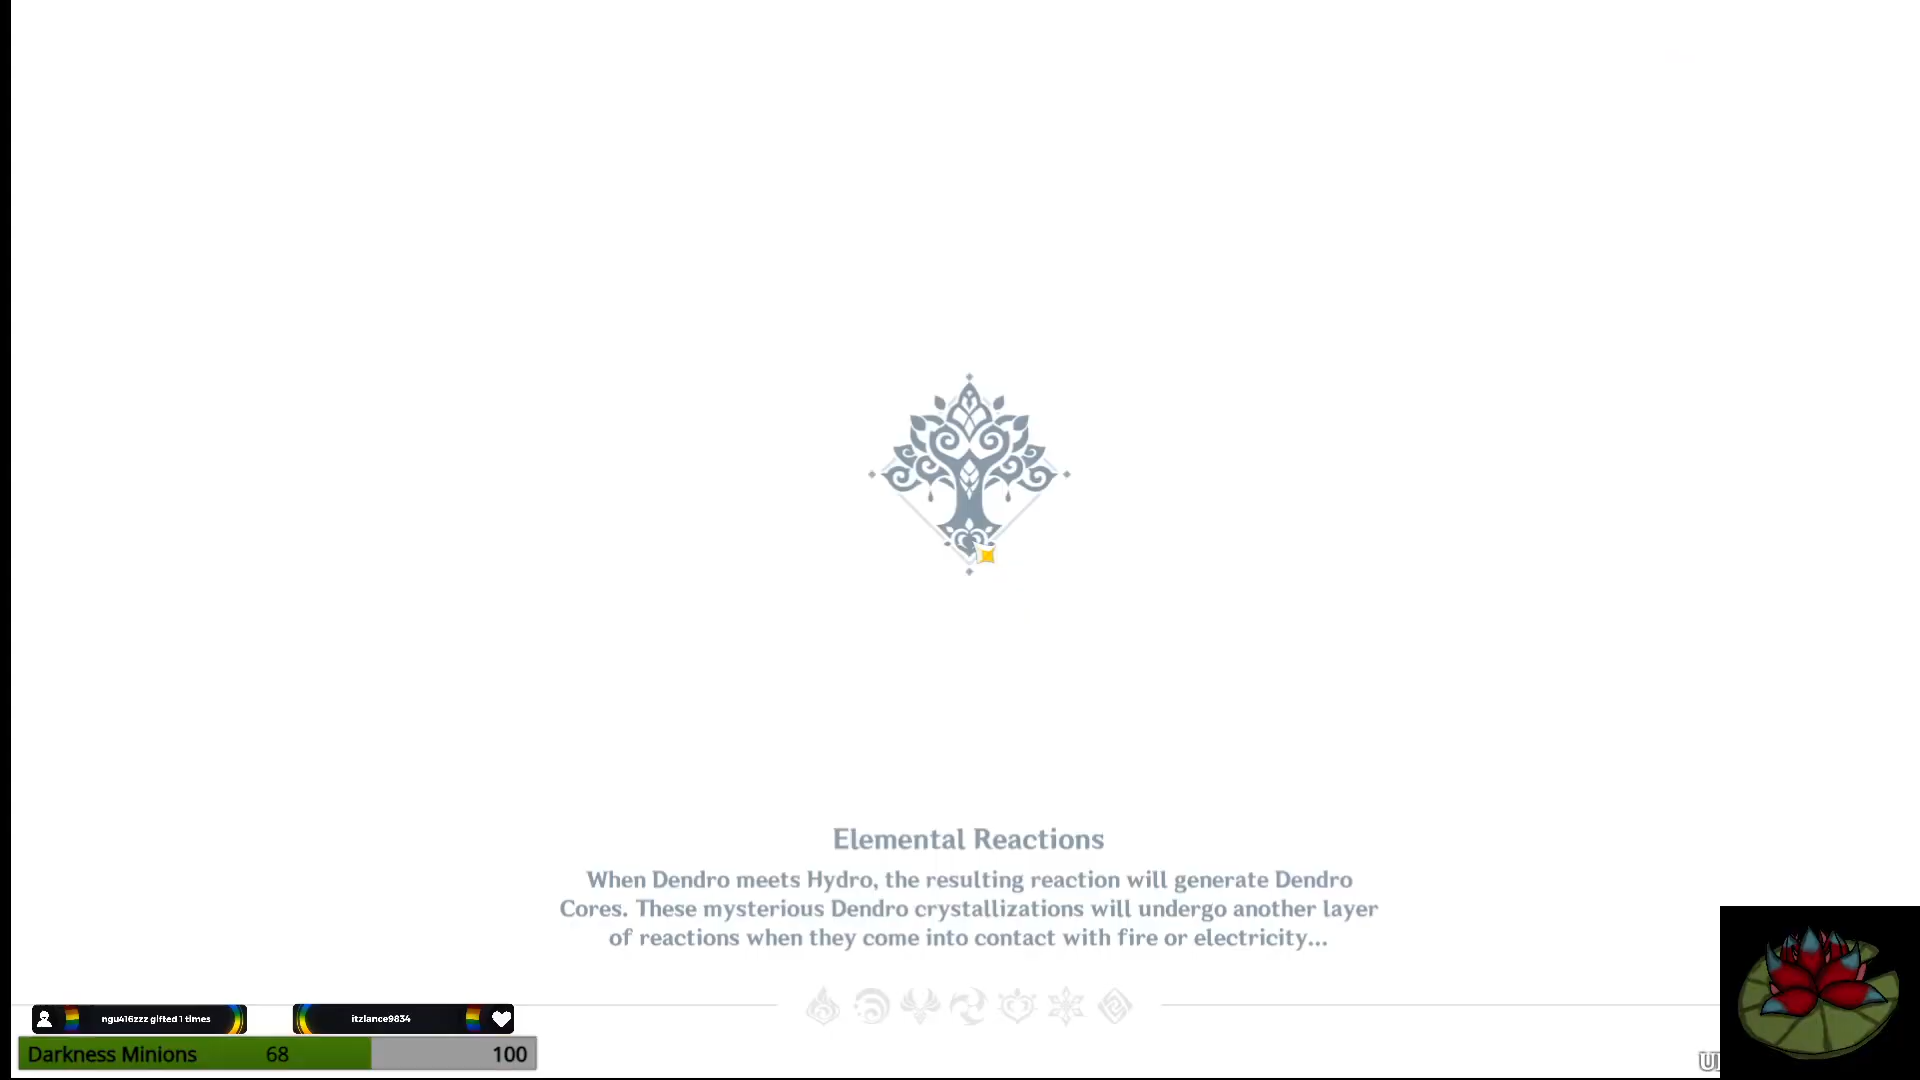 Elemental Reactions
When Dendro meets Hydro, the resulting reaction will generate Dendro
Cores. These mysterious Dendro crystallizations will undergo another layer
of reactions when they come into contact with fire or electricity...
ngu416zzz gifted 1 times
itzlance9834
Darkness Minions 68 100